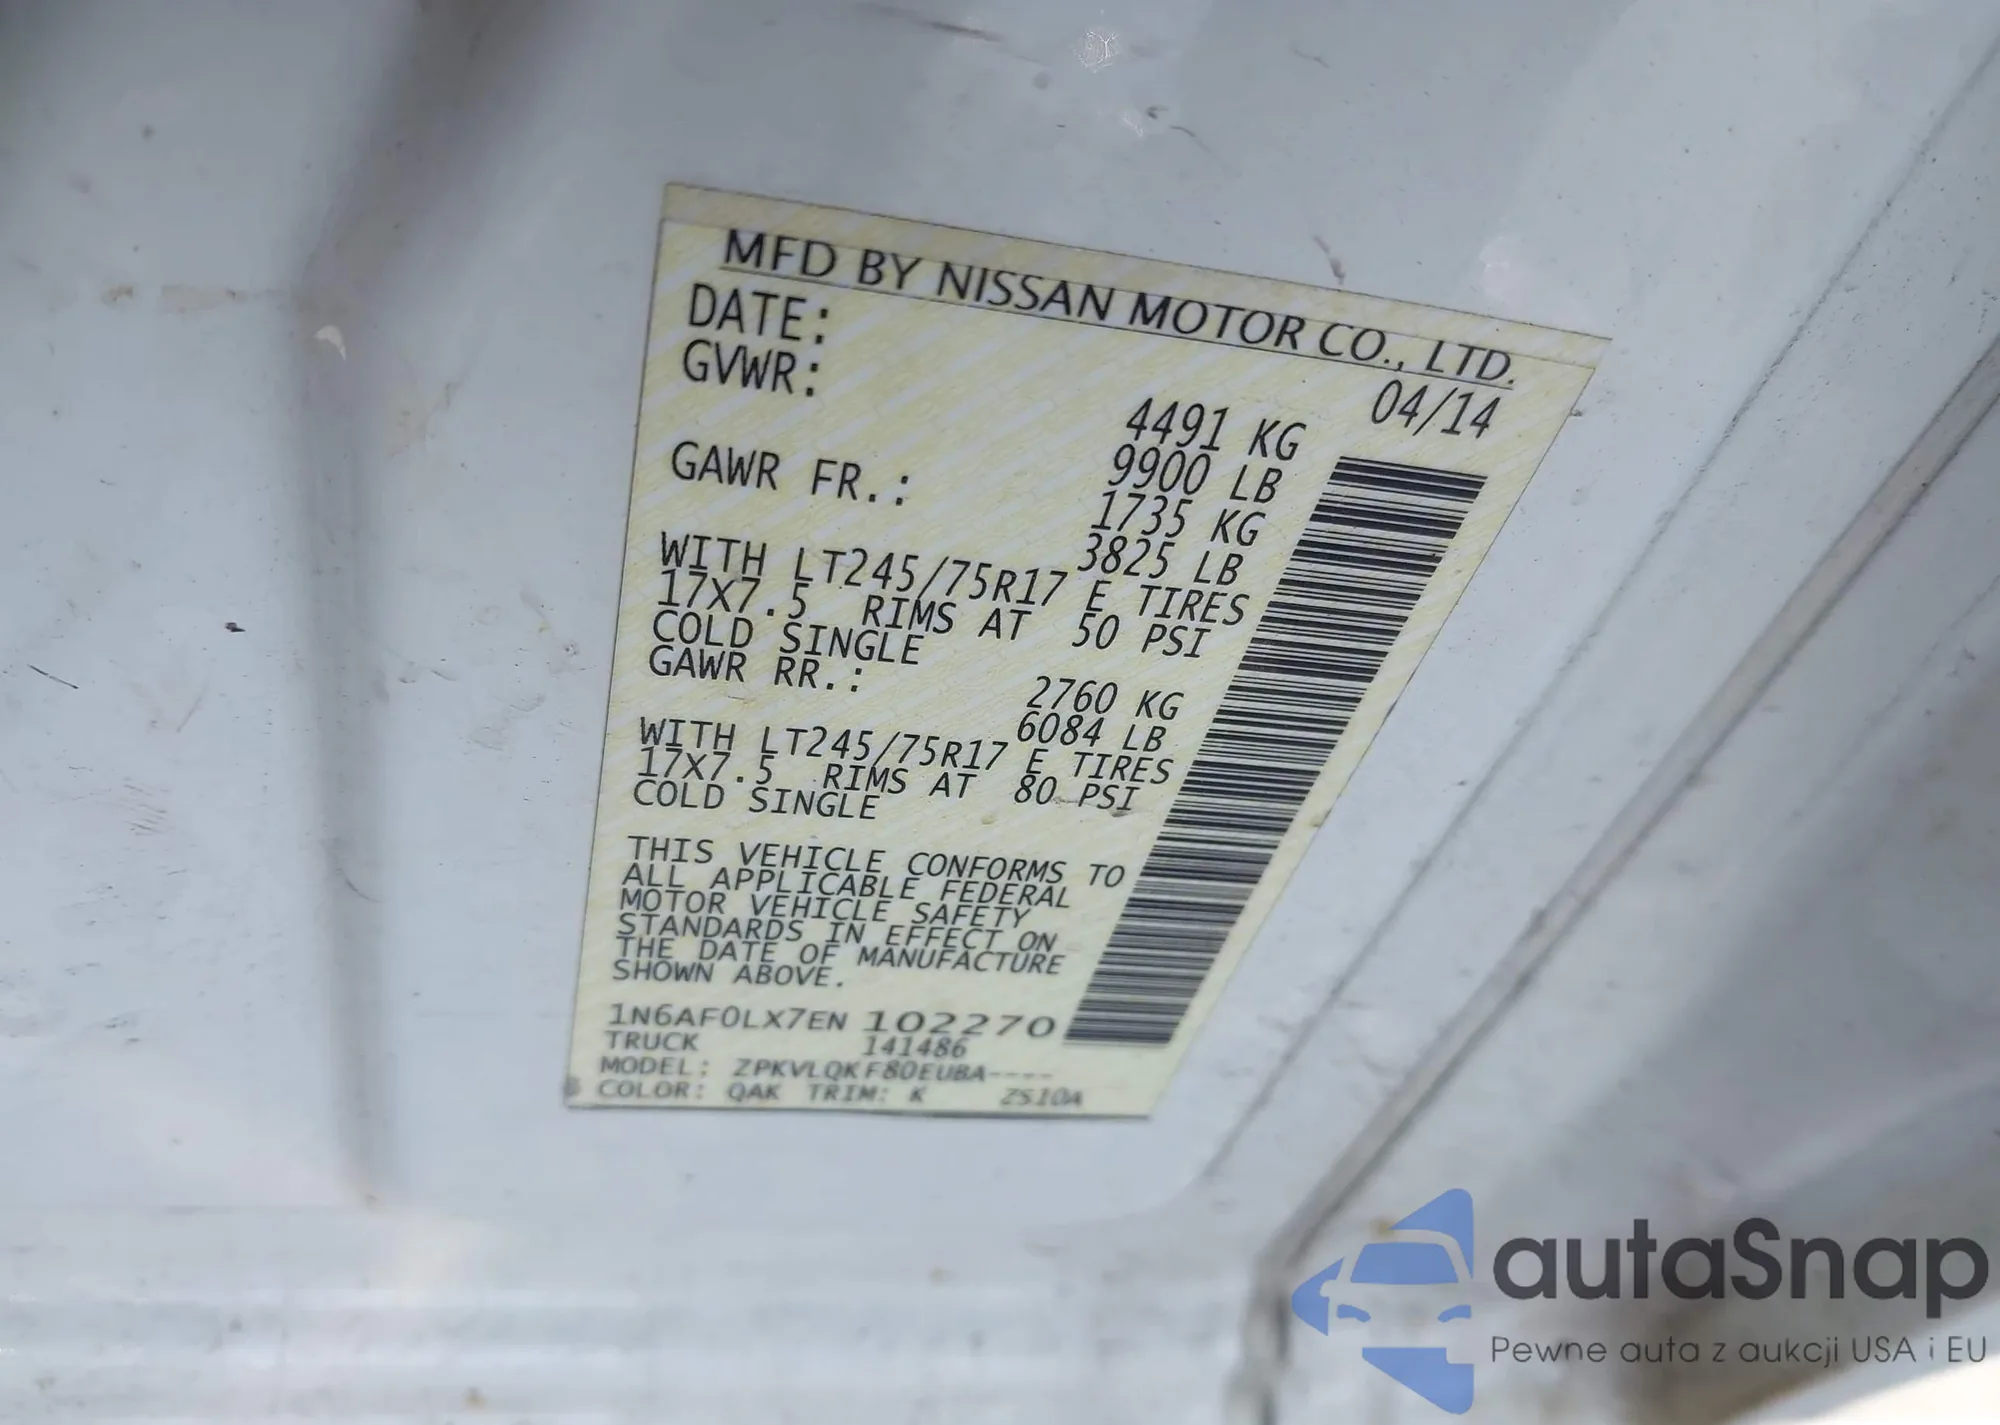 MFD BY NISSAN MOTOR CO., LTD.
DATE: 04/14
GVWR: 4491 KG
9900 LB
GAWR FR.: 1735 KG
3825 LB
WITH LT245/75R17 E TIRES
17X7.5 RIMS AT 50 PSI
COLD SINGLE
GAWR RR.: 2760 KG
6084 LB
WITH LT245/75R17 E TIRES
17X7.5 RIMS AT 80 PSI
COLD SINGLE
THIS VEHICLE CONFORMS TO
ALL APPLICABLE FEDERAL
MOTOR VEHICLE SAFETY
STANDARDS IN EFFECT ON
THE DATE OF MANUFACTURE
SHOWN ABOVE.
1N6AF0LX7EN 102270
TRUCK 141486
MODEL: ZPKVLQKF80EUBA----
COLOR: QAK TRIM: K ZS10A
autaSnap
Pewne auta z aukcji USA i EU